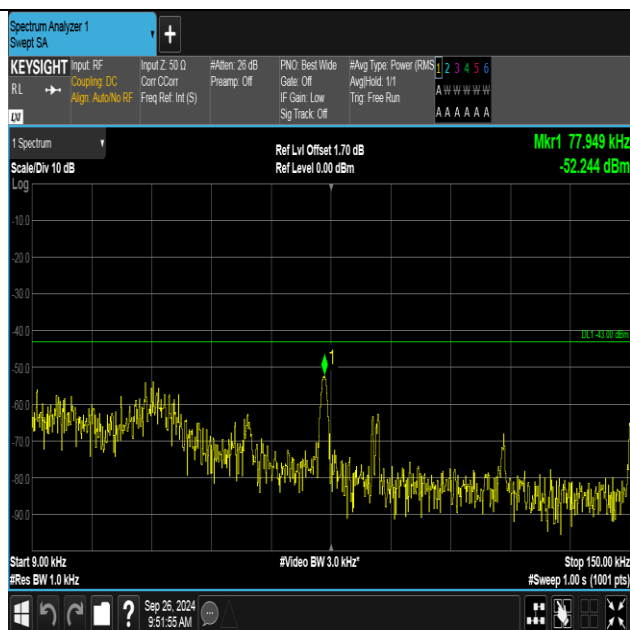 Spectrum Analyzer 1
Swept SA
+
KEYSIGHT
RL
LXI
Input: RF
Coupling: DC
Align: Auto/No RF
Input Z: 50 Ω
Corr CCorr
Freq Ref: Int (S)
#Atten: 26 dB
Preamp: Off
PNO: Best Wide
Gate: Off
IF Gain: Low
Sig Track: Off
#Avg Type: Power (RMS
Avg|Hold: 1/1
Trig: Free Run
1 2 3 4 5 6
A W W W W W
A A A A A A
1 Spectrum
Scale/Div 10 dB
Log
Ref Lvl Offset 1.70 dB
Ref Level 0.00 dBm
Mkr1 77.949 kHz
-52.244 dBm
-10.0
-20.0
-30.0
-40.0
DL1 -43.00 dBm
1
-50.0
-60.0
-70.0
-80.0
-90.0
Start 9.00 kHz
#Video BW 3.0 kHz*
Stop 150.00 kHz
#Res BW 1.0 kHz
#Sweep 1.00 s (1001 pts)
?
Sep 26, 2024
9:51:55 AM